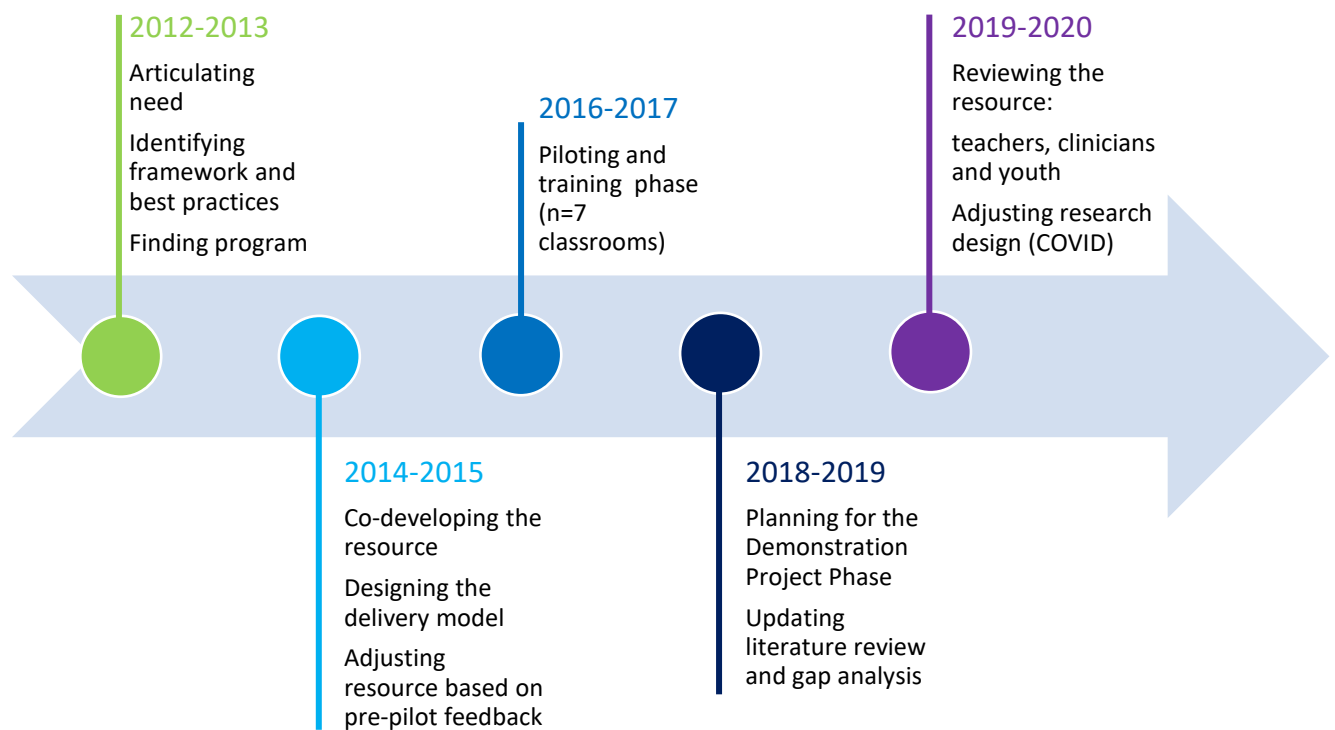 2012-2013
Articulating
need
Identifying
framework and
best practices
Finding program
2014-2015
Co-developing the
resource
Designing the
delivery model
Adjusting
resource based on
pre-pilot feedback
2016-2017
Piloting and
training phase
(n=7
classrooms)
2018-2019
Planning for the
Demonstration
Project Phase
Updating
literature review
and gap analysis
2019-2020
Reviewing the
resource:
teachers, clinicians
and youth
Adjusting research
design (COVID)